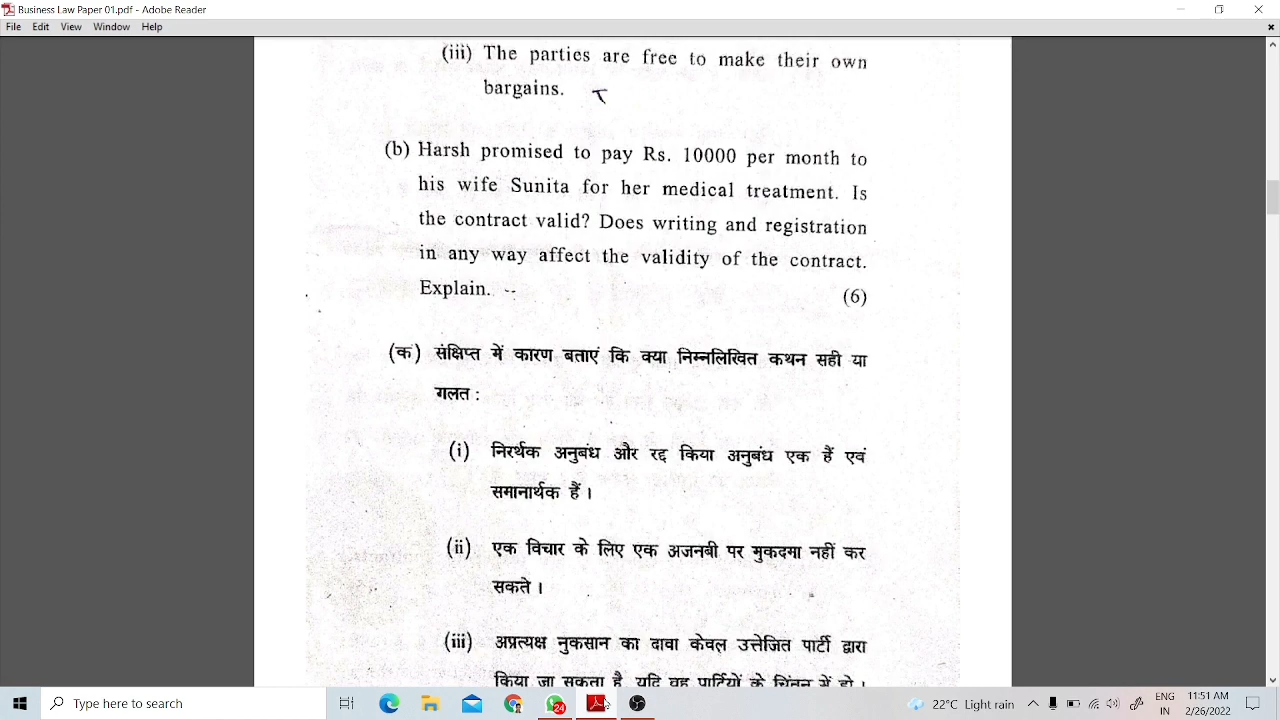 Business Law Paper 01.pdf - Adobe Reader
File Edit View Window Help
(iii) The parties are free to make their own
bargains. T
(b) Harsh promised to pay Rs. 10000 per month to
his wife Sunita for her medical treatment. Is
the contract valid? Does writing and registration
in any way affect the validity of the contract.
Explain. --
(6)
(क) संक्षिप्त में कारण बताएं कि क्या निम्नलिखित कथन सही या
गलत :
(i) निरर्थक अनुबंध और रद्द किया अनुबंध एक हैं एवं
समानार्थक हैं ।
(ii) एक विचार के लिए एक अजनबी पर मुकदमा नहीं कर
सकते ।
(iii) अप्रत्यक्ष नुकसान का दावा केवल उत्तेजित पार्टी द्वारा
किया जा सकता है, यदि वह पार्टियों के चिंतन में हो ।
Type here to search
24
22°C Light rain
ENG
IN
11:51 AM
2/26/2022